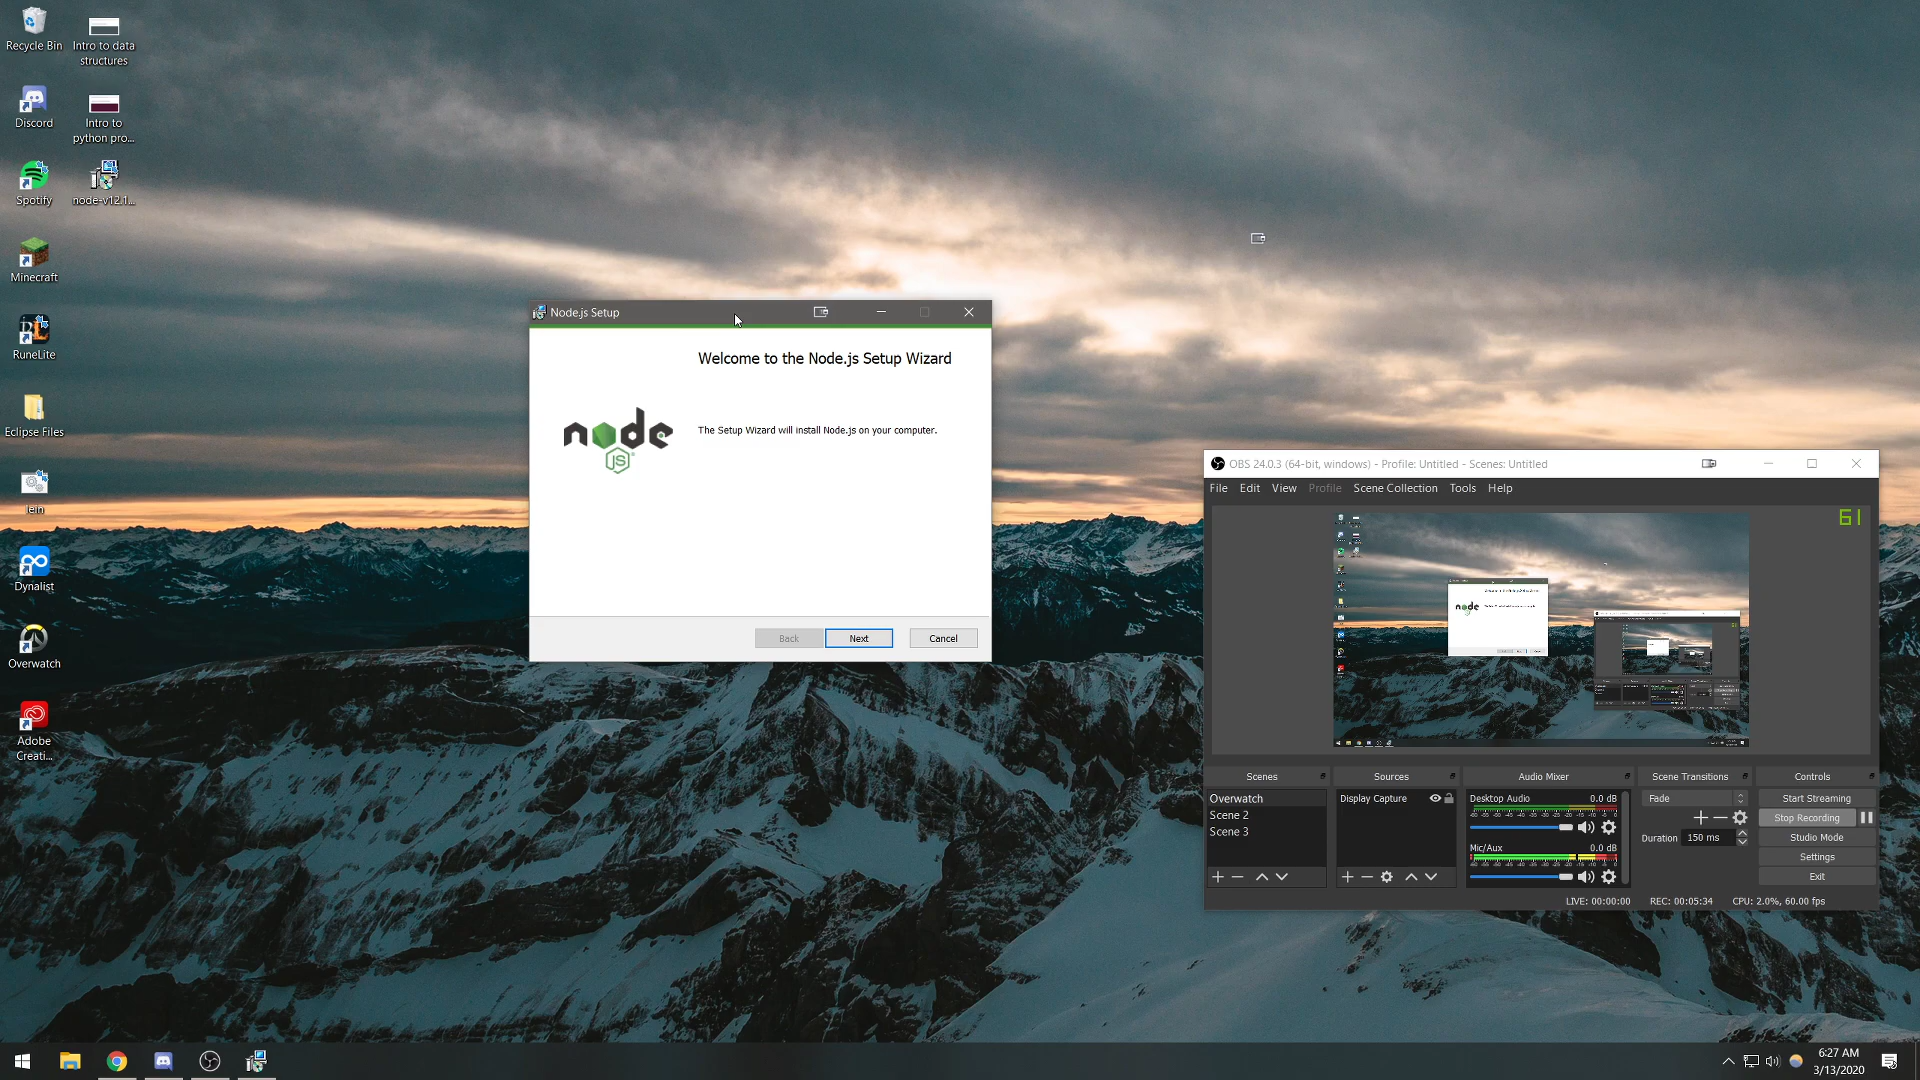 Recycle Bin
Intro to data
structures
Discord
Intro to
python pro...
Spotify
node-v12.1...
Minecraft
RuneLite
Eclipse Files
lein
Dynalist
Overwatch
Adobe
Creati...
Node.js Setup
Welcome to the Node.js Setup Wizard
node
JS
The Setup Wizard will install Node.js on your computer.
Back
Next
Cancel
OBS 24.0.3 (64-bit, windows) - Profile: Untitled - Scenes: Untitled
File Edit View Profile Scene Collection Tools Help
61
node
Scenes
Sources
Audio Mixer
Scene Transitions
Controls
Overwatch
Scene 2
Scene 3
Display Capture
Desktop Audio 0.0 dB
Mic/Aux 0.0 dB
Fade
Duration 150 ms
Start Streaming
Stop Recording
Studio Mode
Settings
Exit
LIVE: 00:00:00 REC: 00:05:34 CPU: 2.0%, 60.00 fps
6:27 AM
3/13/2020